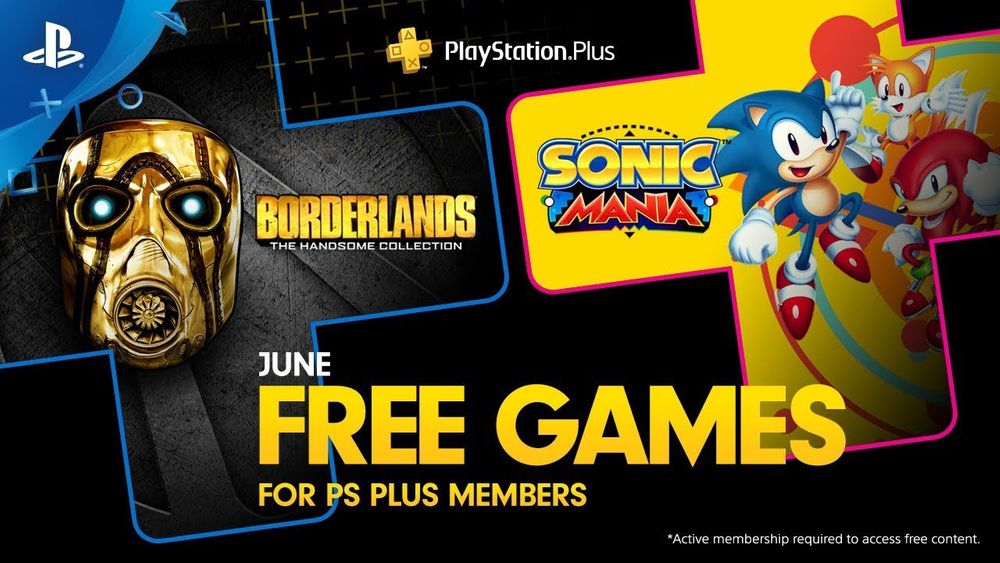 PlayStation.Plus
BORDERLANDS
THE HANDSOME COLLECTION
SONIC
MANIA
JUNE
FREE GAMES
FOR PS PLUS MEMBERS
*Active membership required to access free content.